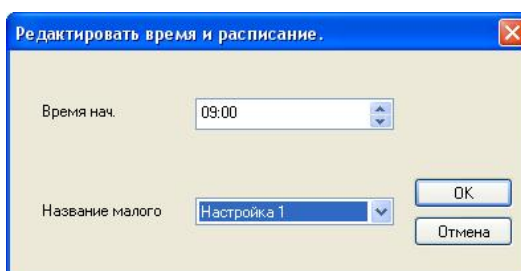 Редактировать время и расписание.
Время нач.
09:00
Название малого
Настройка 1
OK
Отмена